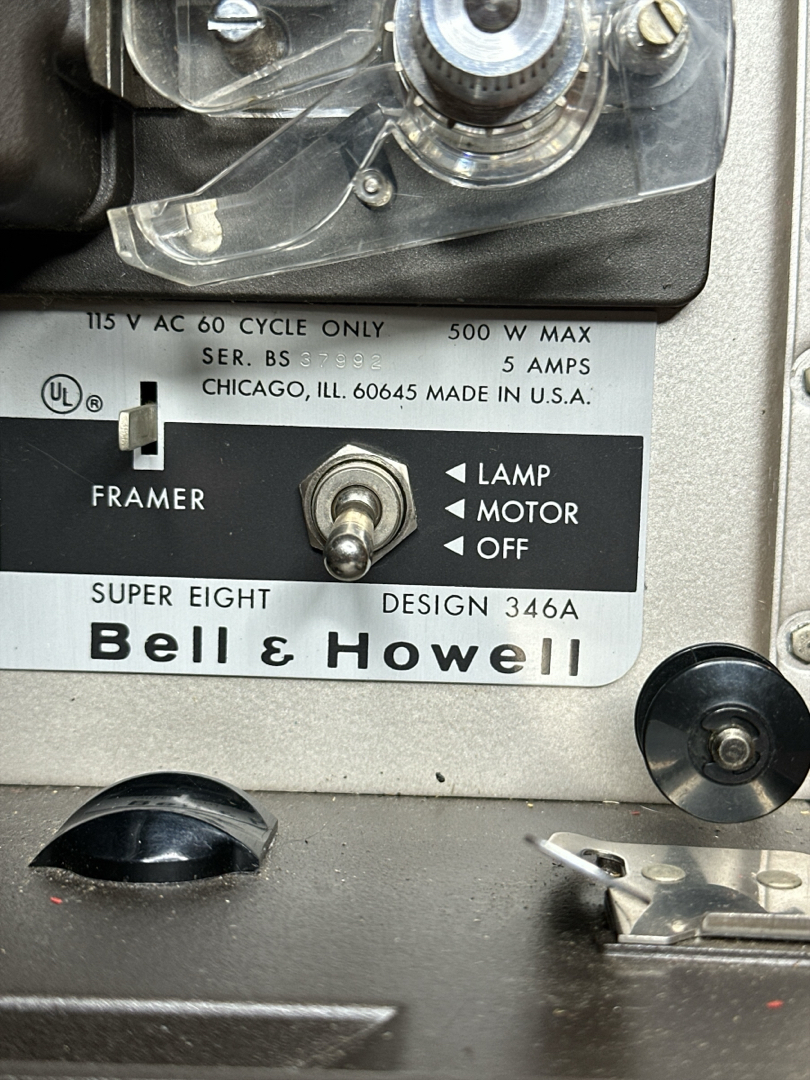 115 V AC 60 CYCLE ONLY 500 W MAX
SER. BS 37992 5 AMPS
UL ® CHICAGO, ILL. 60645 MADE IN U.S.A.
FRAMER
◀ LAMP
◀ MOTOR
◀ OFF
SUPER EIGHT DESIGN 346A
Bell & Howell